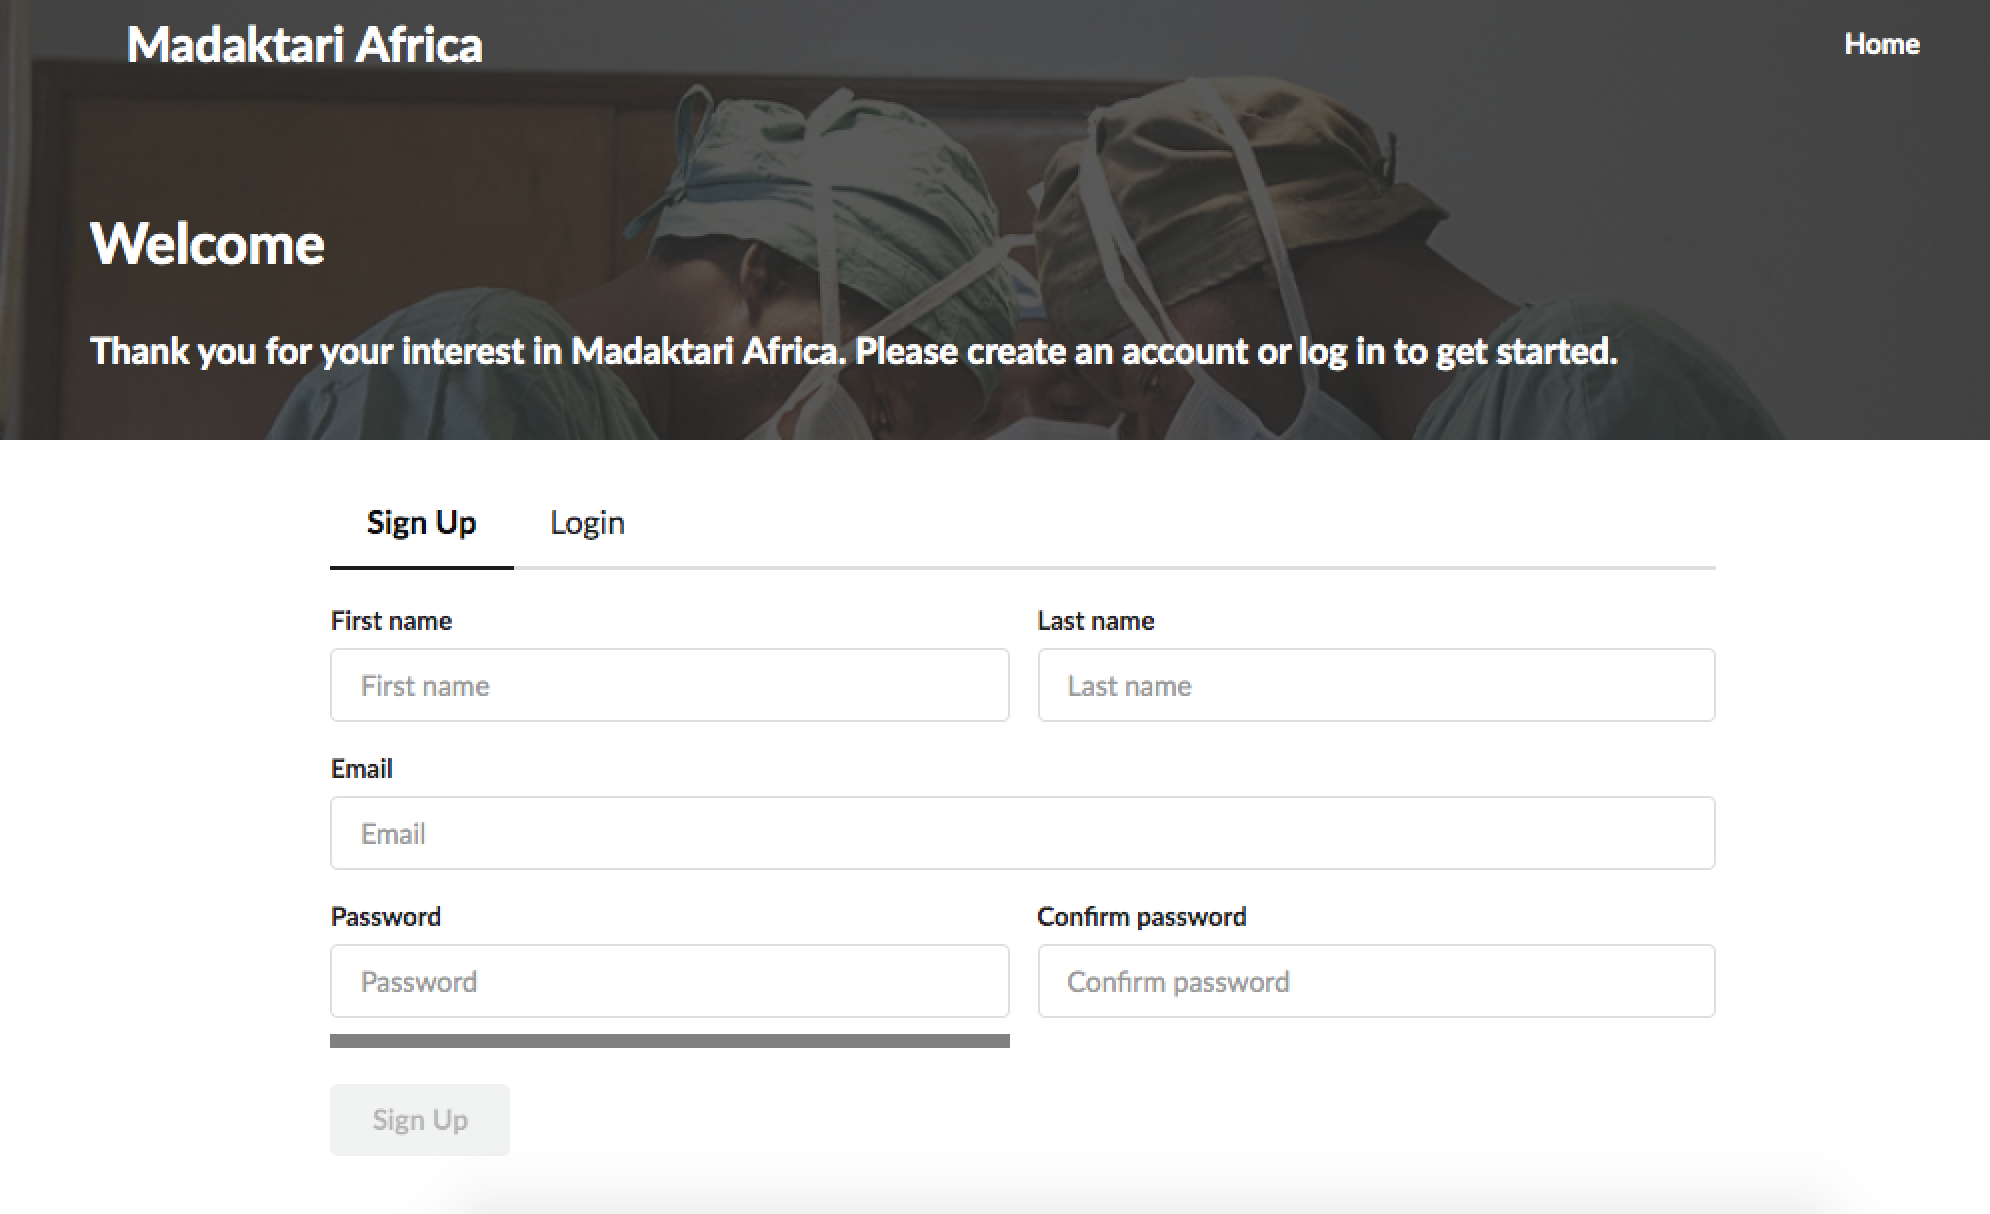 Madaktari Africa
Home
Welcome
Thank you for your interest in Madaktari Africa. Please create an account or log in to get started.
Sign Up
Login
First name
Last name
First name
Last name
Email
Email
Password
Confirm password
Password
Confirm password
Sign Up